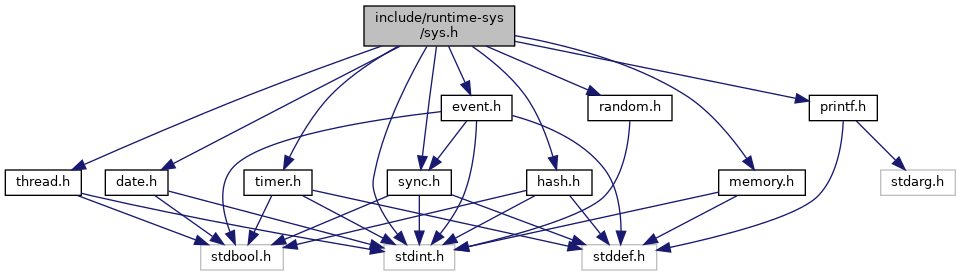 include/runtime-sys
/sys.h
event.h
random.h
printf.h
thread.h
date.h
timer.h
sync.h
hash.h
memory.h
stdarg.h
stdbool.h
stdint.h
stddef.h